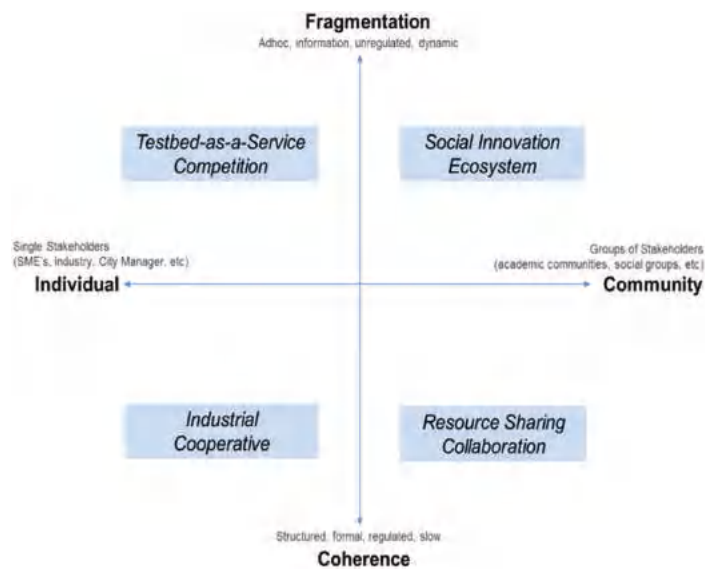 Fragmentation
Adhoc, information, unregulated, dynamic
Testbed-as-a-Service
Competition
Social Innovation
Ecosystem
Single Stakeholders
(SME's, Industry, City Manager, etc)
Individual
Groups of Stakeholders
(academic communities, social groups, etc)
Community
Industrial
Cooperative
Resource Sharing
Collaboration
Structured, formal, regulated, slow
Coherence